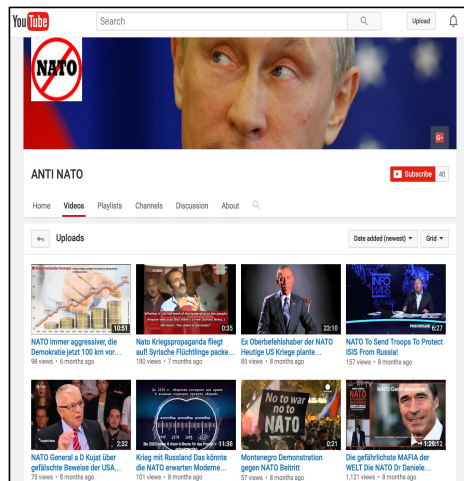 You Tube
Search
Upload
NATO
G+
ANTI NATO
Subscribe 40
Home Videos Playlists Channels Discussion About
Uploads
Date added (newest)
Grid
10:51
0:35
23:10
INFO
6:27
NATO immer aggressiver, die
Demokratie jetzt 100 km vor...
98 views • 6 months ago
Nato Kriegspropaganda fliegt
auf! Syrische Flüchtlinge packe...
180 views • 7 months ago
Ex Oberbefehlshaber der NATO
Heutige US Kriege plante...
85 views • 8 months ago
NATO To Send Troops To Protect
ISIS From Russia!
157 views • 8 months ago
2:32
11:38
No to war
no to
NATO
0:21
1:29:12
NATO General a D Kujat über
gefälschte Beweise der USA...
75 views • 8 months ago
Krieg mit Russland Das könnte
die NATO erwarten Moderne...
101 views • 8 months ago
Montenegro Demonstration
gegen NATO Beitritt
57 views • 8 months ago
Die gefährlichste MAFIA der
WELT Die NATO Dr Daniele...
1,121 views • 8 months ago